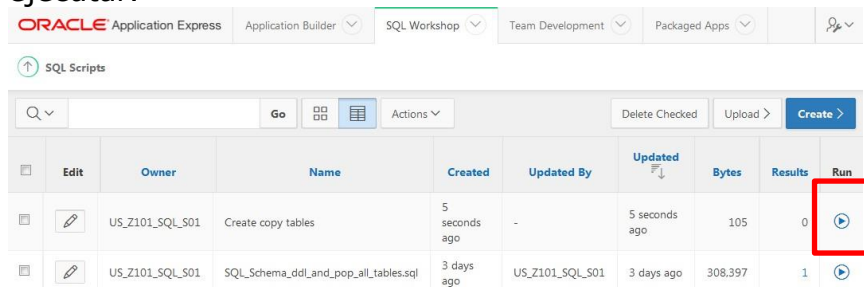 ejecutar.
ORACLE Application Express Application Builder SQL Workshop Team Development Packaged Apps
SQL Scripts
Go Actions Delete Checked Upload > Create >
Edit Owner Name Created Updated By Updated Bytes Results Run
US_Z101_SQL_S01 Create copy tables 5 seconds ago - 5 seconds ago 105 0
US_Z101_SQL_S01 SQL_Schema_ddl_and_pop_all_tables.sql 3 days ago US_Z101_SQL_S01 3 days ago 308,397 1